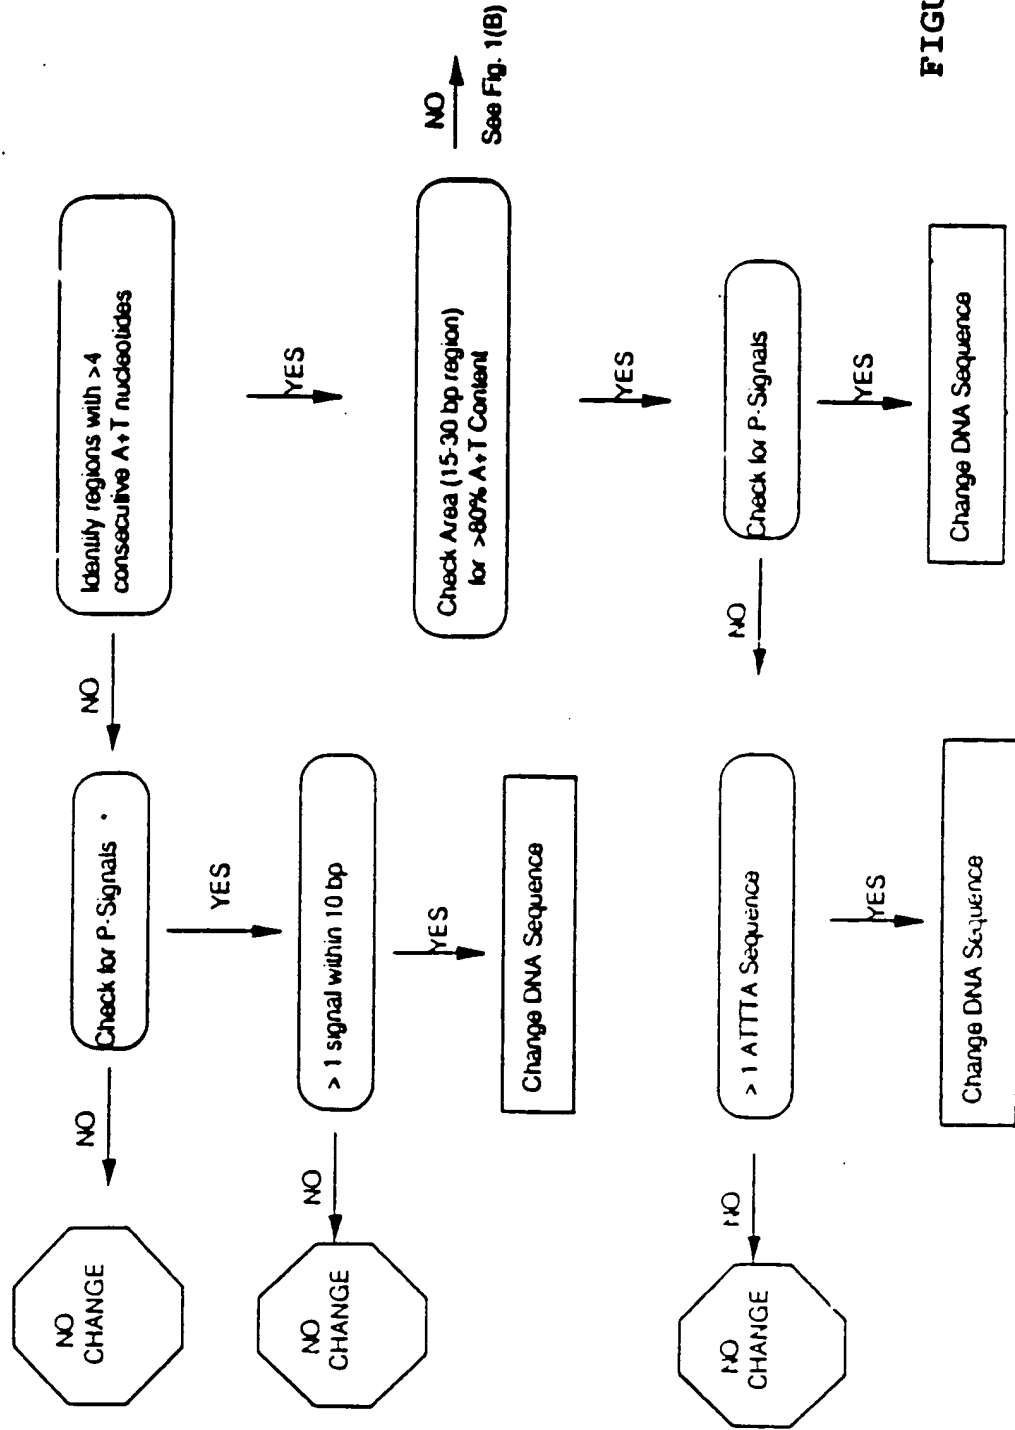 NO
CHANGE
NO
Check for P-Signals
NO
Identify regions with >4
consecutive A+T nucleotides
YES
YES
NO
CHANGE
NO
> 1 signal within 10 bp
Check Area (15-30 bp region)
for >80% A+T Content
NO
See Fig. 1(B)
YES
Change DNA Sequence
YES
NO
CHANGE
NO
> 1 ATTTA Sequence
NO
Check for P-Signals
YES
YES
Change DNA Sequence
Change DNA Sequence
FIGU